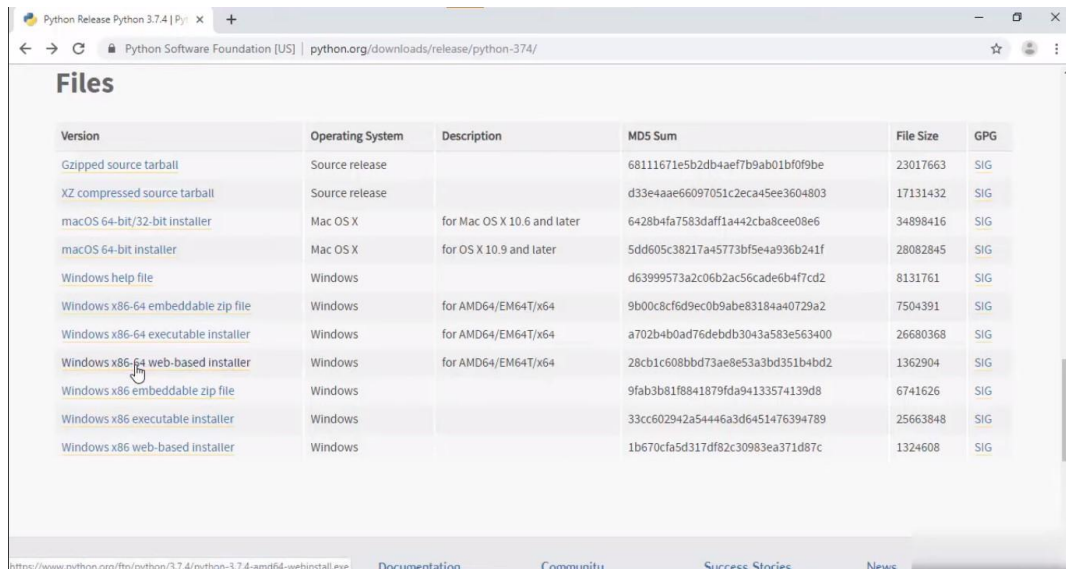 Python Release Python 3.7.4 | Pyt
Python Software Foundation [US] | python.org/downloads/release/python-374/
Files
Version Operating System Description MD5 Sum File Size GPG
Gzipped source tarball Source release 68111671e5b2db4aef7b9ab01bf0f9be 23017663 SIG
XZ compressed source tarball Source release d33e4aae66097051c2eca45ee3604803 17131432 SIG
macOS 64-bit/32-bit installer Mac OS X for Mac OS X 10.6 and later 6428b4fa7583daff1a442cba8cee08e6 34898416 SIG
macOS 64-bit installer Mac OS X for OS X 10.9 and later 5dd605c38217a45773bf5e4a936b241f 28082845 SIG
Windows help file Windows d63999573a2c06b2ac56cade6b4f7cd2 8131761 SIG
Windows x86-64 embeddable zip file Windows for AMD64/EM64T/x64 9b00c8cf6d9ec0b9abe83184a40729a2 7504391 SIG
Windows x86-64 executable installer Windows for AMD64/EM64T/x64 a702b4b0ad76debdb3043a583e563400 26680368 SIG
Windows x86-64 web-based installer Windows for AMD64/EM64T/x64 28cb1c608bbd73ae8e53a3bd351b4bd2 1362904 SIG
Windows x86 embeddable zip file Windows 9fab3b81f8841879fda94133574139d8 6741626 SIG
Windows x86 executable installer Windows 33cc602942a54446a3d6451476394789 25663848 SIG
Windows x86 web-based installer Windows 1b670cfa5d317df82c30983ea371d87c 1324608 SIG
https://www.python.org/ftp/python/3.7.4/python-3.7.4-amd64-webinstall.exe Documentation Community Success Stories News